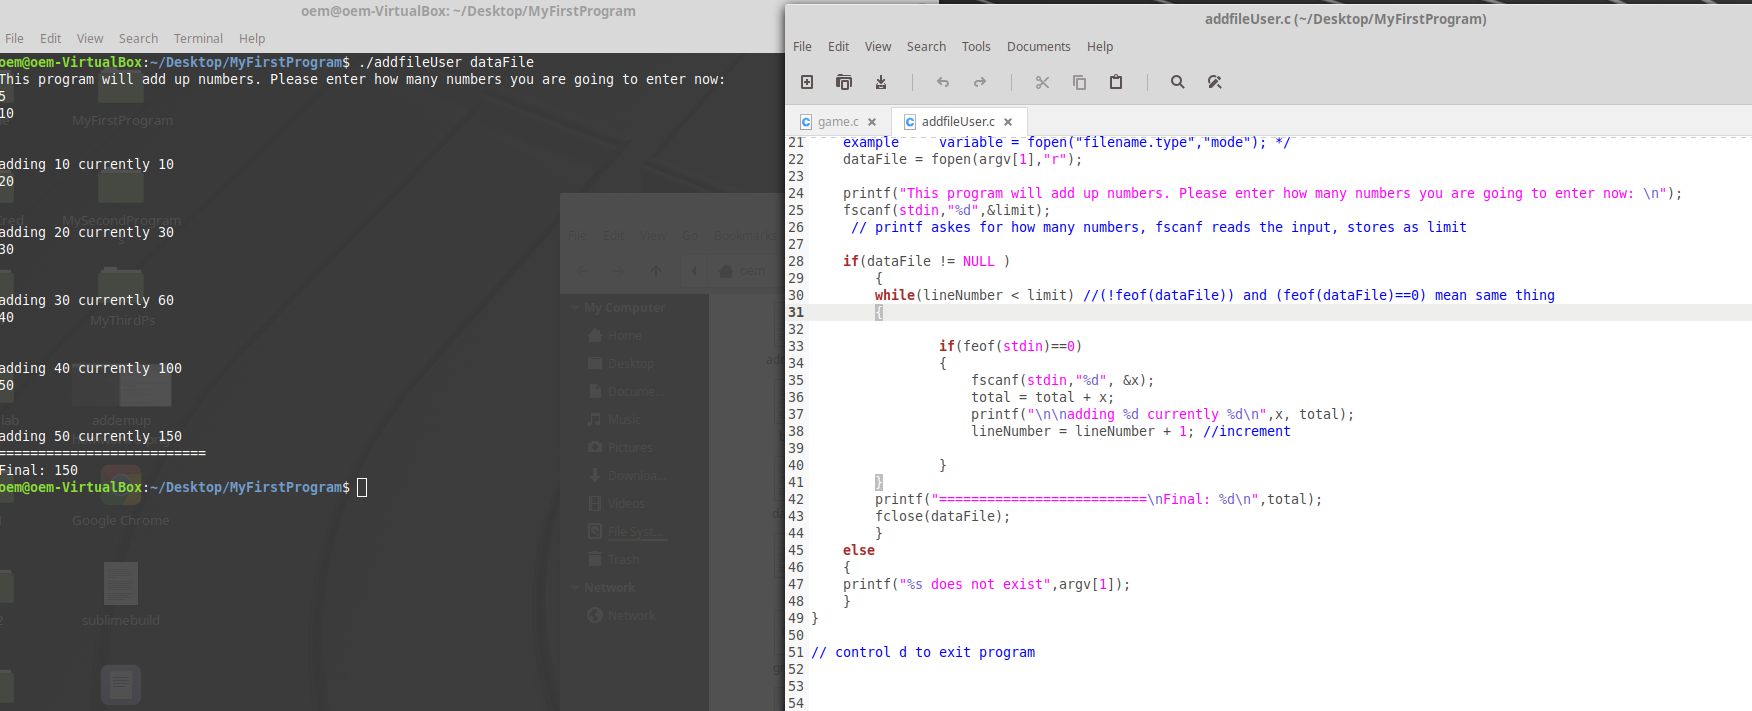 oem@oem-VirtualBox: ~/Desktop/MyFirstProgram
File Edit View Search Terminal Help
oem@oem-VirtualBox:~/Desktop/MyFirstProgram$ ./addfileUser dataFile
This program will add up numbers. Please enter how many numbers you are going to enter now:
5
10
adding 10 currently 10
20
adding 20 currently 30
30
adding 30 currently 60
40
adding 40 currently 100
50
adding 50 currently 150
==========================
Final: 150
oem@oem-VirtualBox:~/Desktop/MyFirstProgram$
MyFirstProgram
MySecondProgram
MyThirdPs
addemup
Google Chrome
sublimebuild
File Edit View Go Bookmarks
oem
My Computer
Home
Desktop
Docume...
Music
Pictures
Downloa...
Videos
File Syst...
Trash
Network
Network
addfileUser.c (~/Desktop/MyFirstProgram)
File Edit View Search Tools Documents Help
game.c
addfileUser.c
21 example variable = fopen("filename.type","mode"); */
22 dataFile = fopen(argv[1],"r");
23
24 printf("This program will add up numbers. Please enter how many numbers you are going to enter now: \n");
25 fscanf(stdin,"%d",&limit);
26 // printf askes for how many numbers, fscanf reads the input, stores as limit
27
28 if(dataFile != NULL )
29 {
30 while(lineNumber < limit) //(!feof(dataFile)) and (feof(dataFile)==0) mean same thing
31 {
32
33 if(feof(stdin)==0)
34 {
35 fscanf(stdin,"%d", &x);
36 total = total + x;
37 printf("\n\nadding %d currently %d\n",x, total);
38 lineNumber = lineNumber + 1; //increment
39
40 }
41 }
42 printf("==========================\nFinal: %d\n",total);
43 fclose(dataFile);
44 }
45 else
46 {
47 printf("%s does not exist",argv[1]);
48 }
49 }
50
51 // control d to exit program
52
53
54